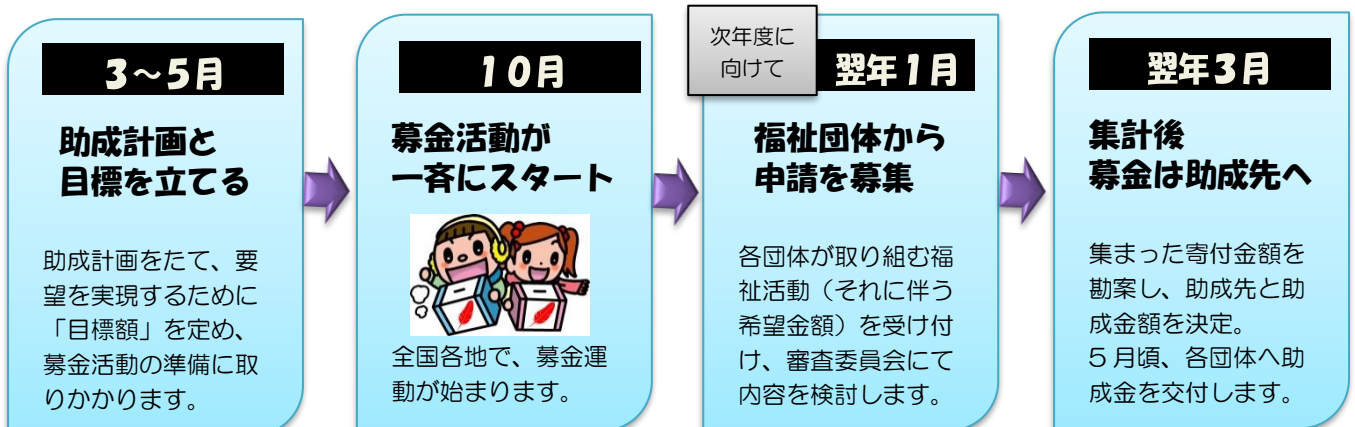 3～5月
助成計画と
目標を立てる
助成計画をたて、要
望を実現するために
「目標額」を定め、
募金活動の準備に取
りかかります。
10月
募金活動が
一斉にスタート
全国各地で、募金運
動が始まります。
次年度に
向けて
翌年1月
福祉団体から
申請を募集
各団体が取り組む福
祉活動（それに伴う
希望金額）を受け付
け、審査委員会にて
内容を検討します。
翌年3月
集計後
募金は助成先へ
集まった寄付金額を
勘案し、助成先と助
成金額を決定。
5月頃、各団体へ助
成金を交付します。